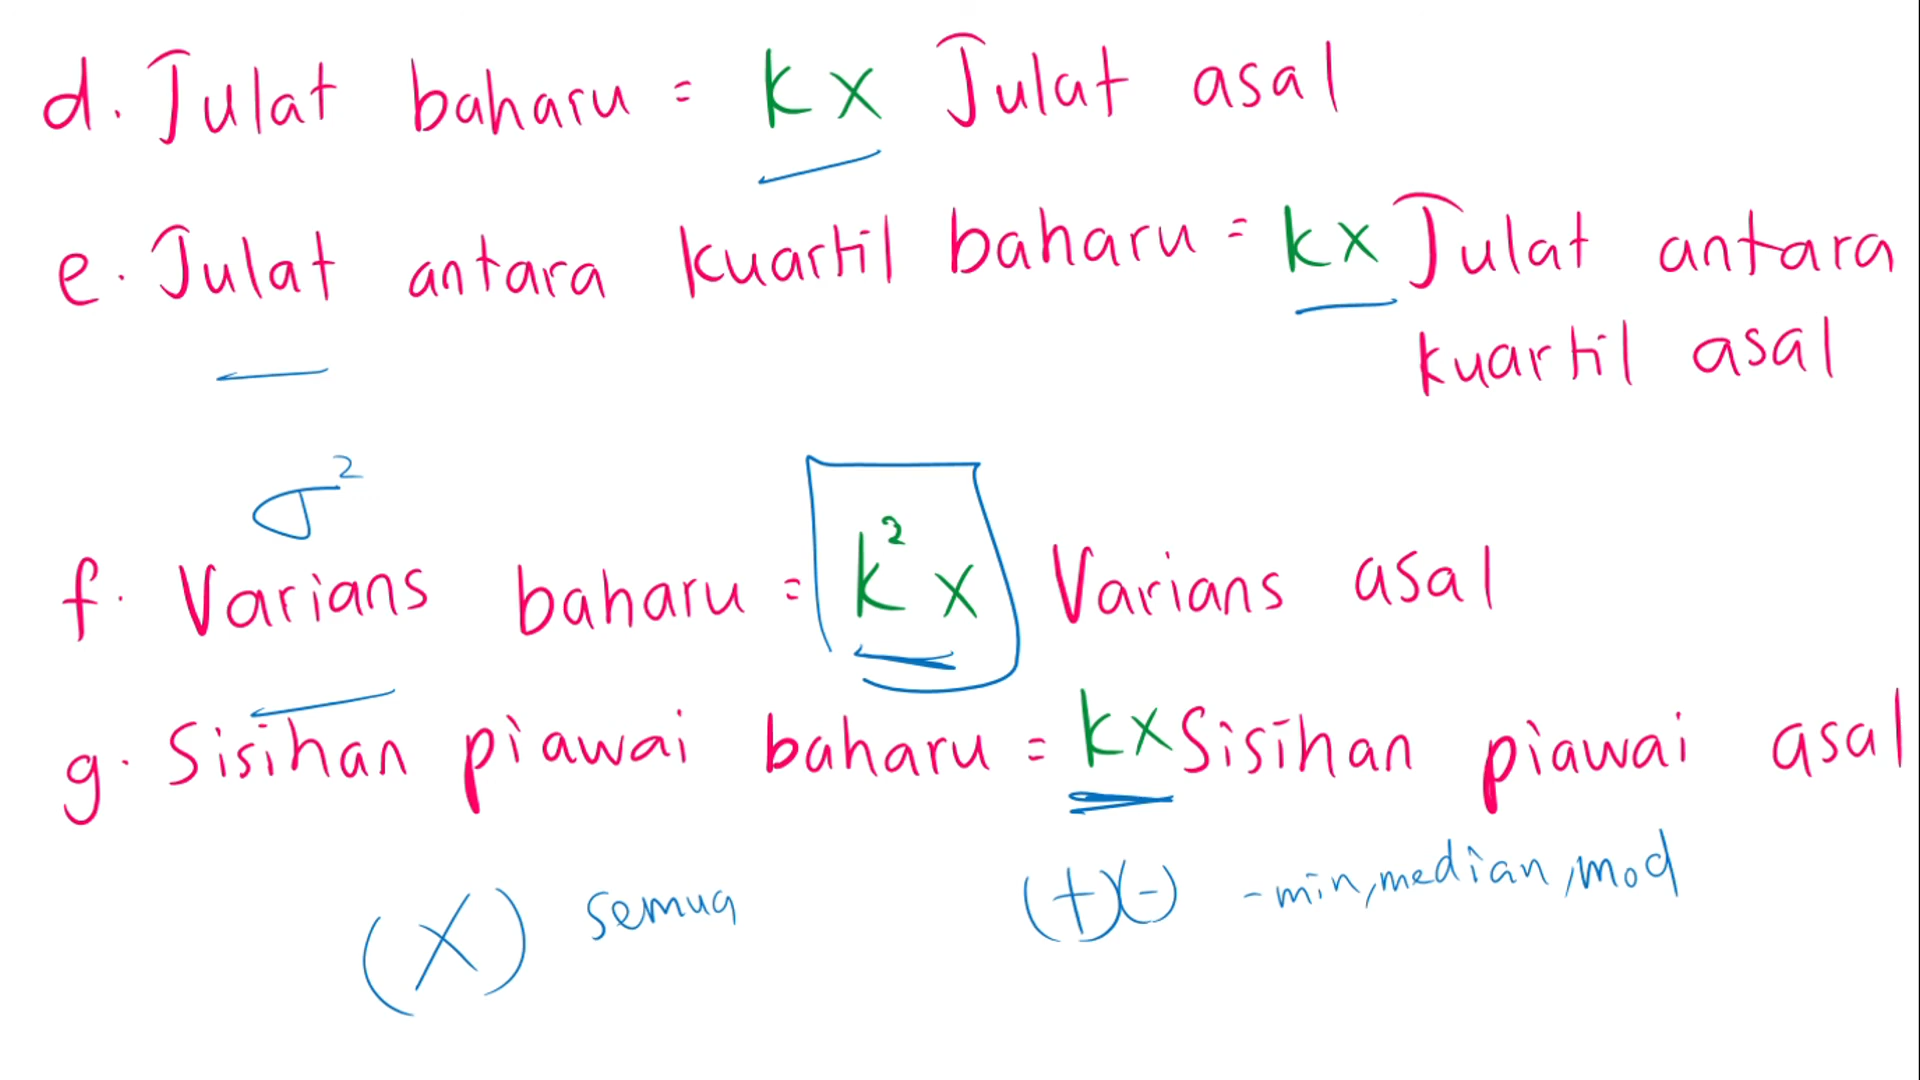 d. Julat baharu = k x Julat asal
e. Julat antara kuartil baharu = k x Julat antara
kuartil asal
σ²
f. Varians baharu = k² x Varians asal
g. Sisihan piawai baharu = k x Sisihan piawai asal
(x) semua (+)(-) - min, median, mod